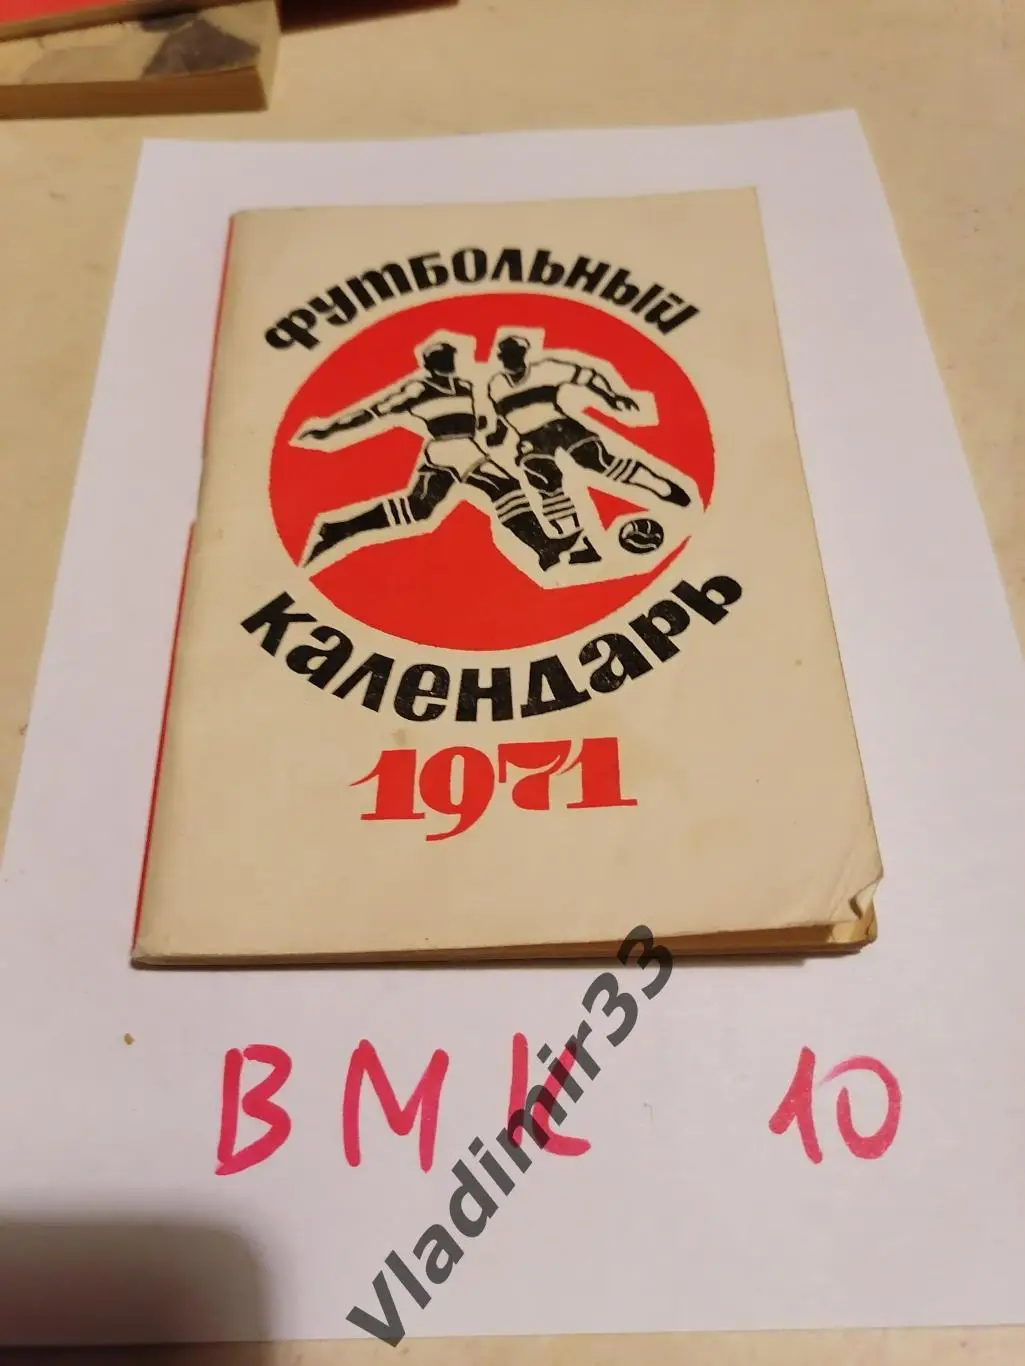 Футбольный
календарь
1971
ВМК 10
Vladimir33